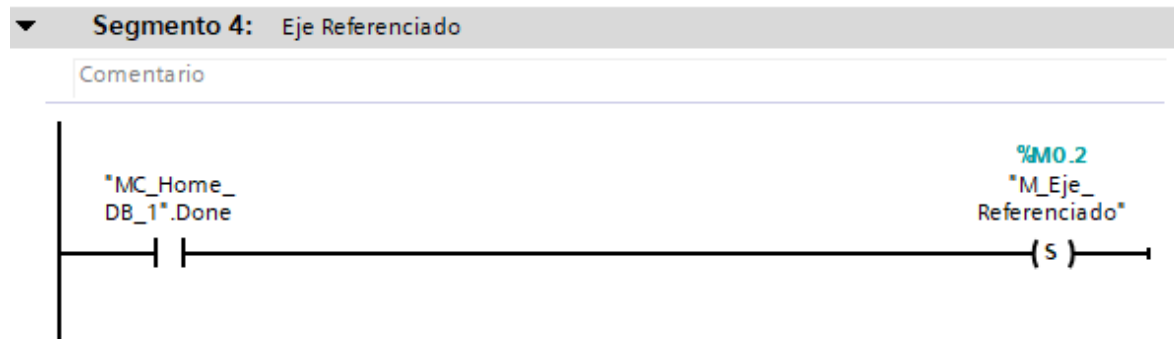 Segmento 4: Eje Referenciado
Comentario
%M0.2
"MC_Home_
"M_Eje_
DB_1".Done
Referenciado"
S